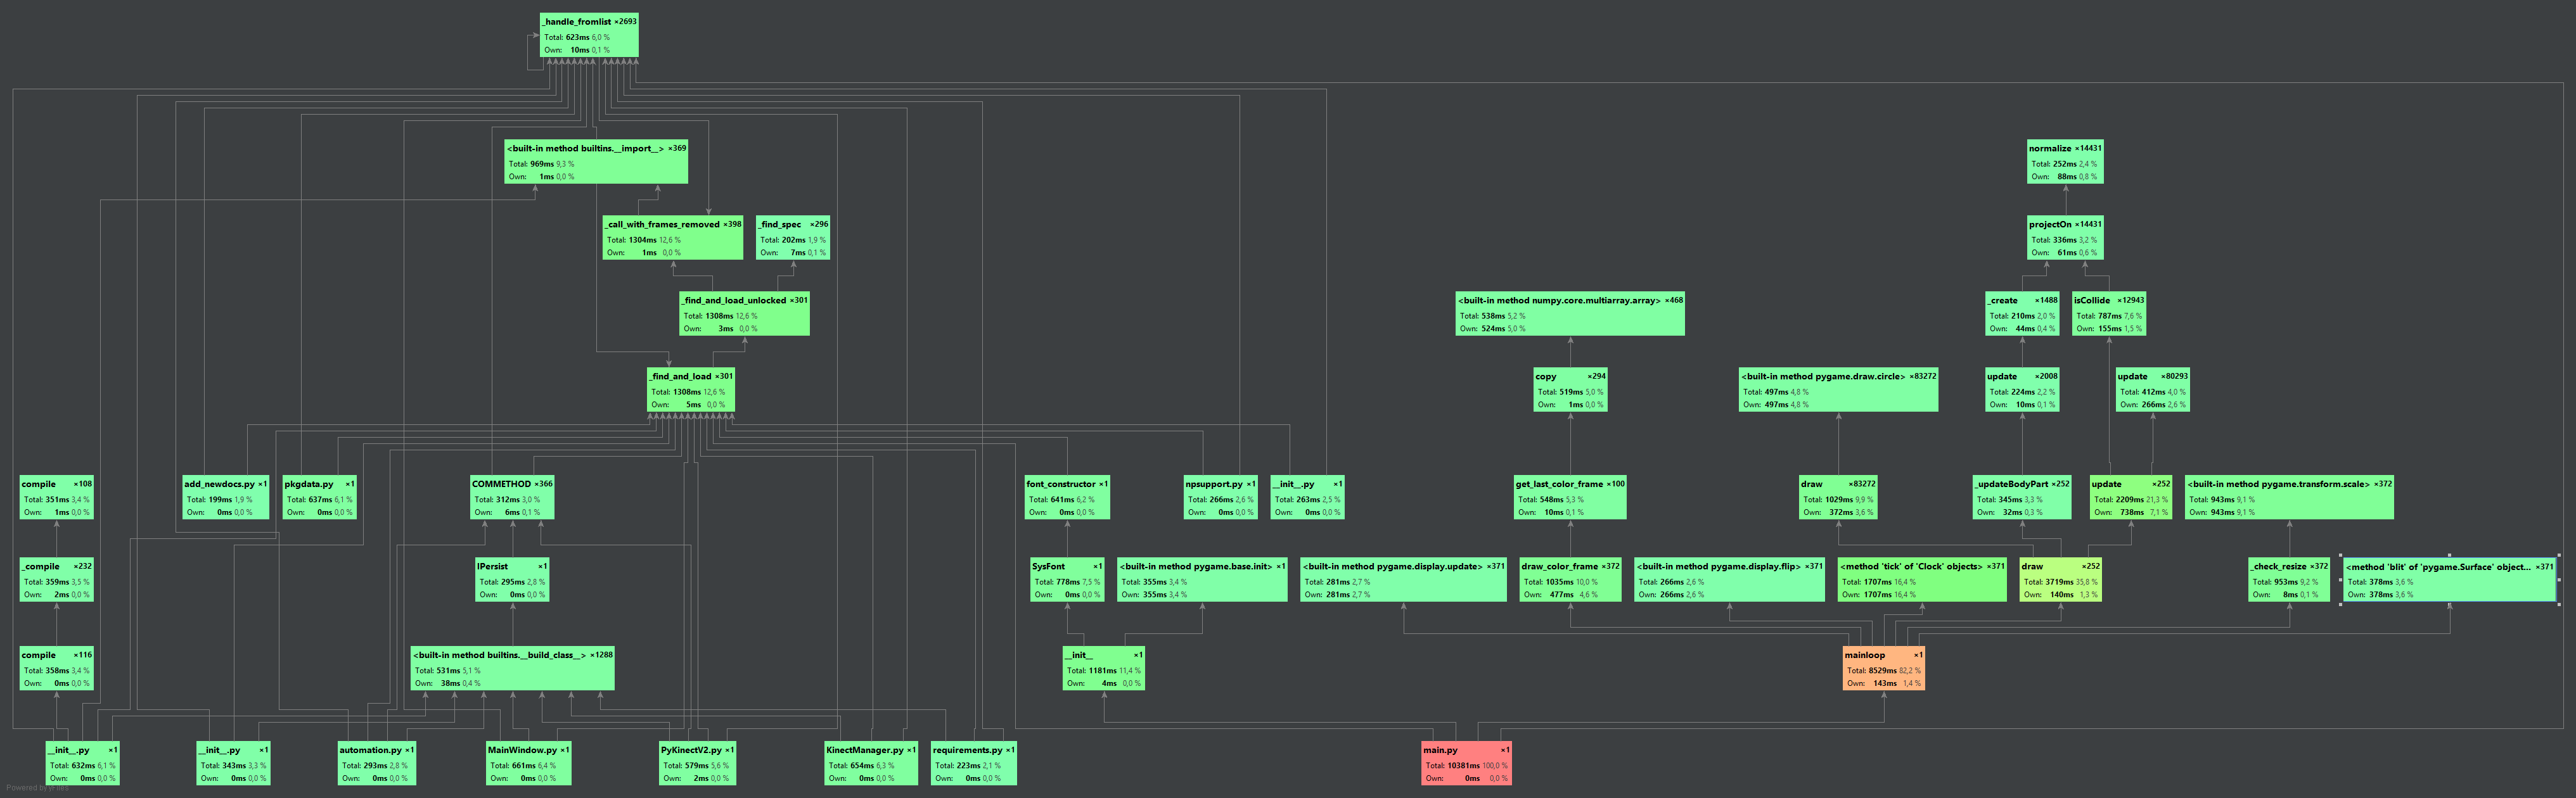 _handle_fromlist ×2693
Total: 623ms 6,0 %
Own: 10ms 0,1 %
<built-in method builtins.__import__> ×369
Total: 969ms 9,3 %
Own: 1ms 0,0 %
normalize ×14431
Total: 252ms 2,4 %
Own: 88ms 0,8 %
_call_with_frames_removed ×398
Total: 1304ms 12,6 %
Own: 1ms 0,0 %
_find_spec ×296
Total: 202ms 1,9 %
Own: 7ms 0,1 %
projectOn ×14431
Total: 336ms 3,2 %
Own: 61ms 0,6 %
_find_and_load_unlocked ×301
Total: 1308ms 12,6 %
Own: 3ms 0,0 %
<built-in method numpy.core.multiarray.array> ×468
Total: 538ms 5,2 %
Own: 524ms 5,0 %
_create ×1488
Total: 210ms 2,0 %
Own: 44ms 0,4 %
isCollide ×12943
Total: 787ms 7,6 %
Own: 155ms 1,5 %
_find_and_load ×301
Total: 1308ms 12,6 %
Own: 5ms 0,0 %
copy ×294
Total: 519ms 5,0 %
Own: 1ms 0,0 %
<built-in method pygame.draw.circle> ×83272
Total: 497ms 4,8 %
Own: 497ms 4,8 %
update ×2008
Total: 224ms 2,2 %
Own: 10ms 0,1 %
update ×80293
Total: 412ms 4,0 %
Own: 266ms 2,6 %
compile ×108
Total: 351ms 3,4 %
Own: 1ms 0,0 %
add_newdocs.py ×1
Total: 199ms 1,9 %
Own: 0ms 0,0 %
pkgdata.py ×1
Total: 637ms 6,1 %
Own: 0ms 0,0 %
COMMETHOD ×366
Total: 312ms 3,0 %
Own: 6ms 0,1 %
font_constructor ×1
Total: 641ms 6,2 %
Own: 0ms 0,0 %
npsupport.py ×1
Total: 266ms 2,6 %
Own: 0ms 0,0 %
__init__.py ×1
Total: 263ms 2,5 %
Own: 0ms 0,0 %
get_last_color_frame ×100
Total: 548ms 5,3 %
Own: 10ms 0,1 %
draw ×83272
Total: 1029ms 9,9 %
Own: 372ms 3,6 %
_updateBodyPart ×252
Total: 345ms 3,3 %
Own: 32ms 0,3 %
update ×252
Total: 2209ms 21,3 %
Own: 738ms 7,1 %
<built-in method pygame.transform.scale> ×372
Total: 943ms 9,1 %
Own: 943ms 9,1 %
_compile ×232
Total: 359ms 3,5 %
Own: 2ms 0,0 %
IPersist ×1
Total: 295ms 2,8 %
Own: 0ms 0,0 %
SysFont ×1
Total: 778ms 7,5 %
Own: 0ms 0,0 %
<built-in method pygame.base.init> ×1
Total: 355ms 3,4 %
Own: 355ms 3,4 %
<built-in method pygame.display.update> ×371
Total: 281ms 2,7 %
Own: 281ms 2,7 %
draw_color_frame ×372
Total: 1035ms 10,0 %
Own: 477ms 4,6 %
<built-in method pygame.display.flip> ×371
Total: 266ms 2,6 %
Own: 266ms 2,6 %
<method 'tick' of 'Clock' objects> ×371
Total: 1707ms 16,4 %
Own: 1707ms 16,4 %
draw ×252
Total: 3719ms 35,8 %
Own: 140ms 1,3 %
_check_resize ×372
Total: 953ms 9,2 %
Own: 8ms 0,1 %
<method 'blit' of 'pygame.Surface' object... ×371
Total: 378ms 3,6 %
Own: 378ms 3,6 %
compile ×116
Total: 358ms 3,4 %
Own: 0ms 0,0 %
<built-in method builtins.__build_class__> ×1288
Total: 531ms 5,1 %
Own: 38ms 0,4 %
__init__ ×1
Total: 1181ms 11,4 %
Own: 4ms 0,0 %
mainloop ×1
Total: 8529ms 82,2 %
Own: 143ms 1,4 %
__init__.py ×1
Total: 632ms 6,1 %
Own: 0ms 0,0 %
__init__.py ×1
Total: 343ms 3,3 %
Own: 0ms 0,0 %
automation.py ×1
Total: 293ms 2,8 %
Own: 0ms 0,0 %
MainWindow.py ×1
Total: 661ms 6,4 %
Own: 0ms 0,0 %
PyKinectV2.py ×1
Total: 579ms 5,6 %
Own: 2ms 0,0 %
KinectManager.py ×1
Total: 654ms 6,3 %
Own: 0ms 0,0 %
requirements.py ×1
Total: 223ms 2,1 %
Own: 0ms 0,0 %
main.py ×1
Total: 10381ms 100,0 %
Own: 0ms 0,0 %
Powered by yFiles